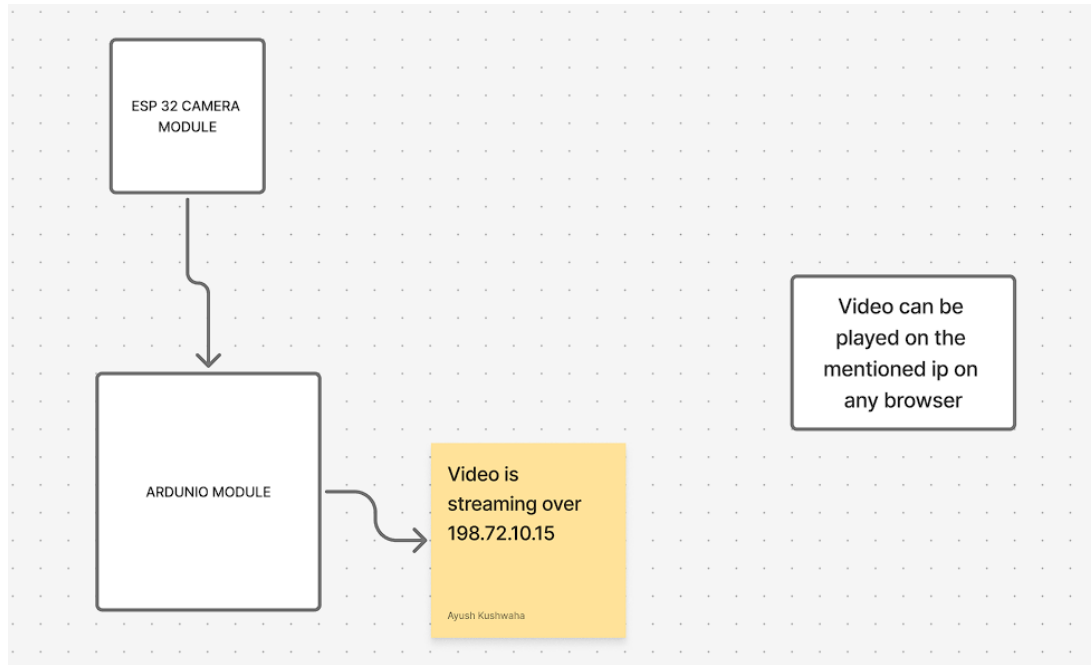 ESP 32 CAMERA
MODULE
Video can be
played on the
mentioned ip on
any browser
ARDUNIO MODULE
Video is
streaming over
198.72.10.15
Ayush Kushwaha